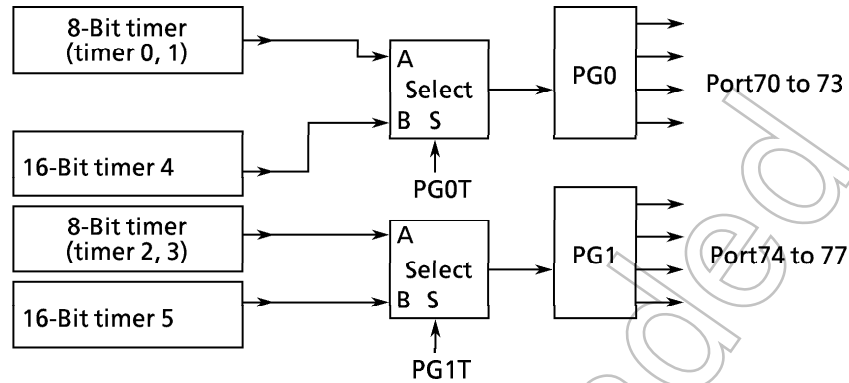 8-Bit timer
(timer 0, 1)
A
Select
B S
PG0
Port70 to 73
16-Bit timer 4
PG0T
8-Bit timer
(timer 2, 3)
A
Select
B S
PG1
Port74 to 77
16-Bit timer 5
PG1T
ded